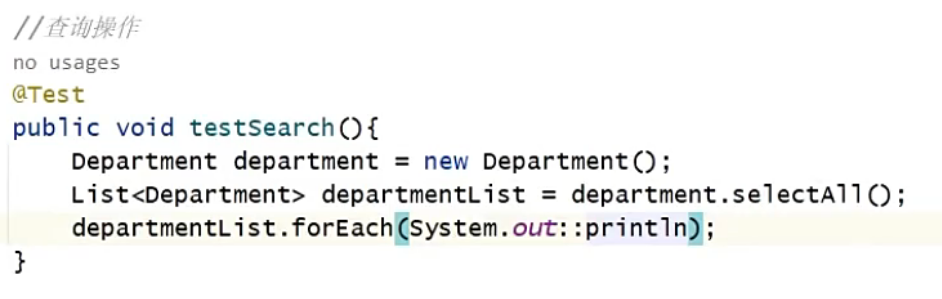 //查询操作
no usages
@Test
public void testSearch(){
    Department department = new Department();
    List<Department> departmentList = department.selectAll();
    departmentList.forEach(System.out::println);
}